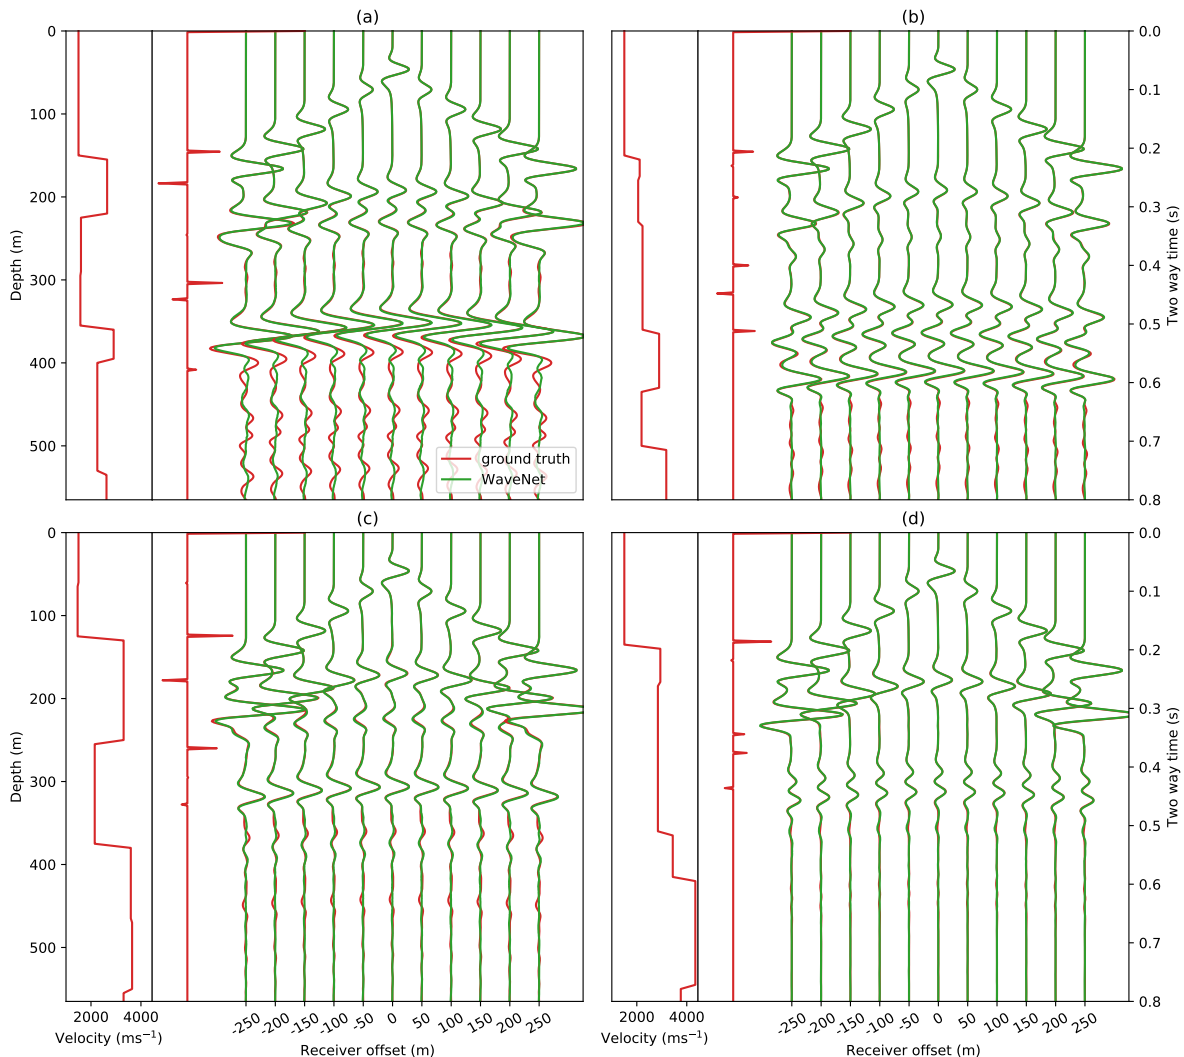 (a)
(b)
0
100
200
300
400
500
Depth (m)
0.0
0.1
0.2
0.3
0.4
0.5
0.6
0.7
0.8
Two way time (s)
ground truth
WaveNet
(c)
(d)
0
100
200
300
400
500
Depth (m)
0.0
0.1
0.2
0.3
0.4
0.5
0.6
0.7
0.8
Two way time (s)
2000 4000
Velocity (ms⁻¹)
-250 -200 -150 -100 -50 0 50 100 150 200 250
Receiver offset (m)
2000 4000
Velocity (ms⁻¹)
-250 -200 -150 -100 -50 0 50 100 150 200 250
Receiver offset (m)